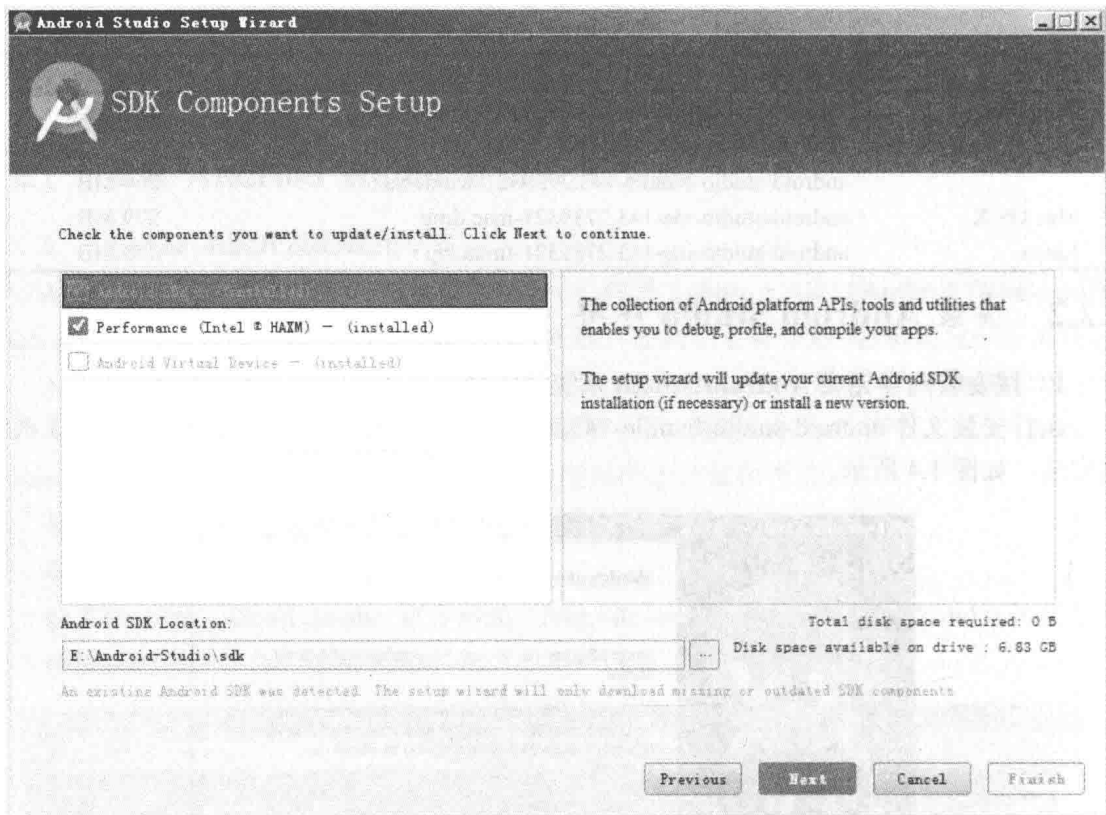 Android Studio Setup Wizard
SDK Components Setup
Check the components you want to update/install. Click Next to continue.
Performance (Intel ® HAXM) — (installed)
Android Virtual Device — (installed)
The collection of Android platform APIs, tools and utilities that
enables you to debug, profile, and compile your apps.
The setup wizard will update your current Android SDK
installation (if necessary) or install a new version.
Android SDK Location:
E:\Android-Studio\sdk
...
Total disk space required: 0 B
Disk space available on drive : 6.83 GB
An existing Android SDK was detected. The setup wizard will only download missing or outdated SDK components
Previous
Next
Cancel
Finish